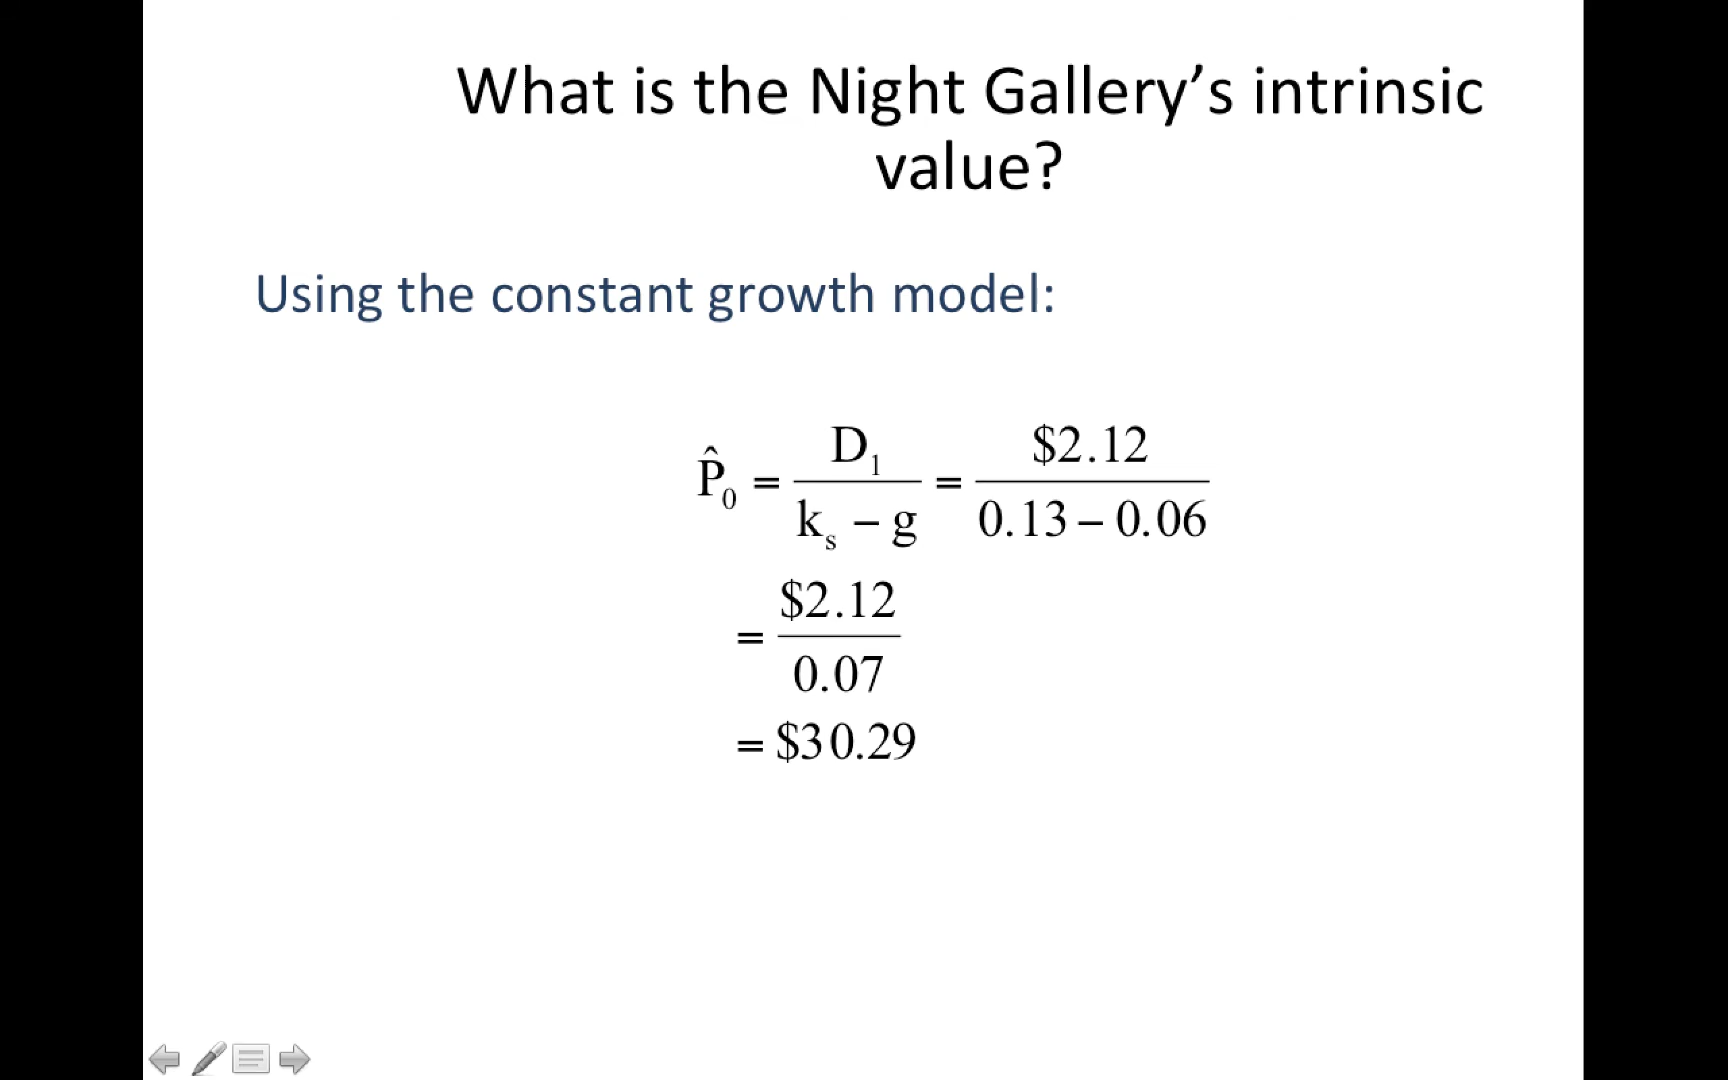 What is the Night Gallery’s intrinsic
value?
Using the constant growth model:
P̂₀ = D₁ / (kₛ − g) = $2.12 / (0.13 − 0.06)
= $2.12 / 0.07
= $30.29